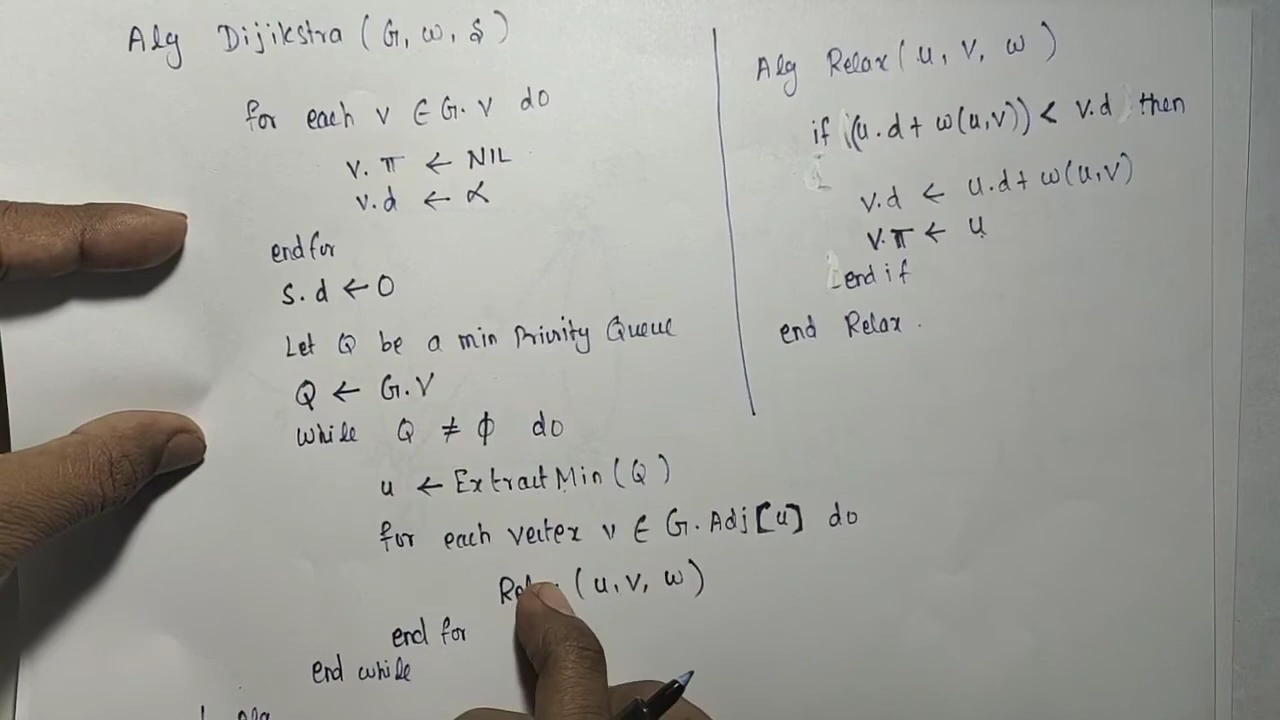 Alg Dijikstra (G, w, s)
for each v ∈ G.V do
v.π ← NIL
v.d ← ∝
endfor
s.d ← 0
Let Q be a min Priority Queue
Q ← G.V
While Q ≠ ϕ do
u ← ExtractMin(Q)
for each vertex v ∈ G.Adj[u] do
(u, v, w)
end for
end while
Alg Relax(u, v, w)
if (u.d + w(u,v)) < v.d then
v.d ← u.d + w(u,v)
v.π ← u
end if
end Relax.